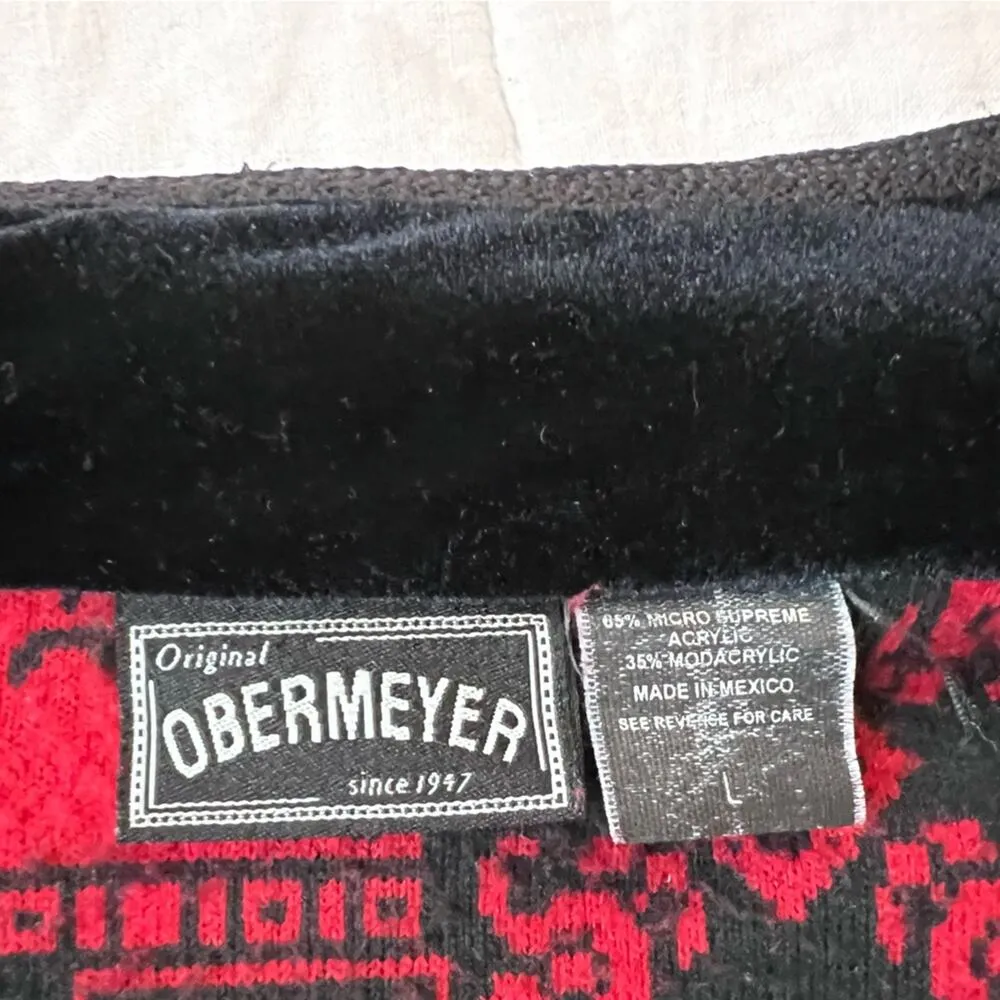 Original
OBERMEYER
since 1947
65% MICRO SUPREME
ACRYLIC
35% MODACRYLIC
MADE IN MEXICO
SEE REVERSE FOR CARE
L